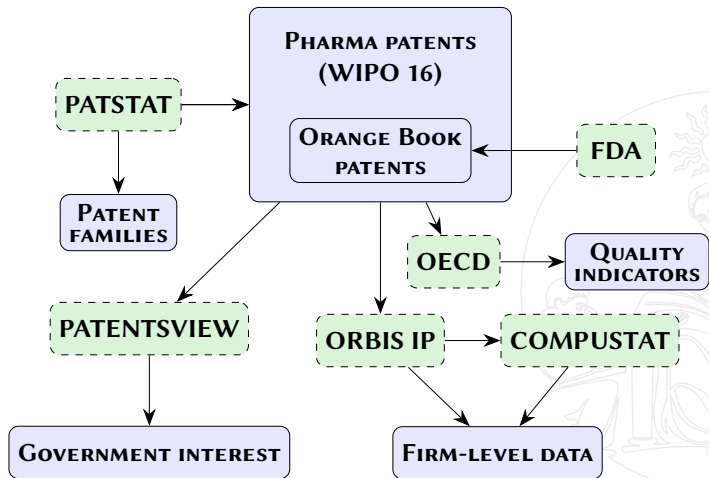 Pharma patents
(WIPO 16)
PATSTAT
Orange Book
patents
FDA
Patent
families
OECD
Quality
indicators
PATENTSVIEW
ORBIS IP
COMPUSTAT
Government interest
Firm-level data